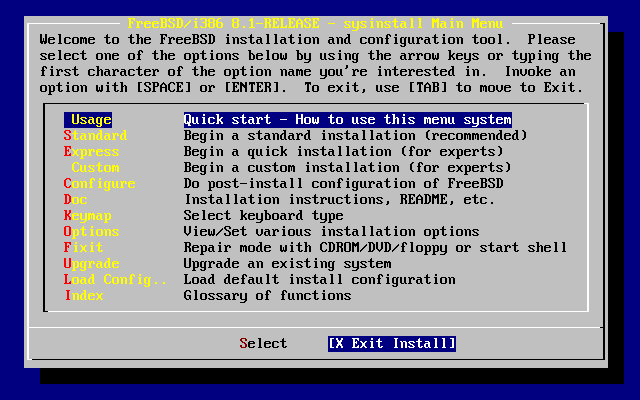 FreeBSD/i386 8.1-RELEASE - sysinstall Main Menu
Welcome to the FreeBSD installation and configuration tool.  Please
select one of the options below by using the arrow keys or typing the
first character of the option name you're interested in.  Invoke an
option with [SPACE] or [ENTER].  To exit, use [TAB] to move to Exit.
Usage Quick start - How to use this menu system
Standard Begin a standard installation (recommended)
Express Begin a quick installation (for experts)
Custom Begin a custom installation (for experts)
Configure Do post-install configuration of FreeBSD
Doc Installation instructions, README, etc.
Keymap Select keyboard type
Options View/Set various installation options
Fixit Repair mode with CDROM/DVD/floppy or start shell
Upgrade Upgrade an existing system
Load Config.. Load default install configuration
Index Glossary of functions
Select [X Exit Install]